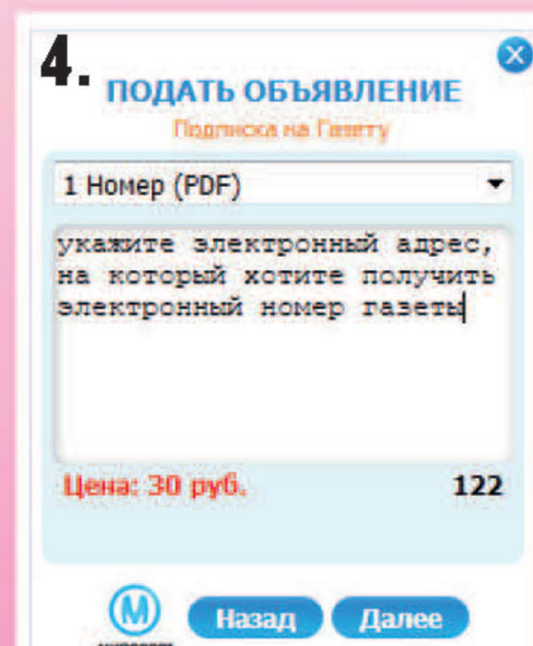 4.
ПОДАТЬ ОБЪЯВЛЕНИЕ
Подписка на Газету
1 Номер (PDF)
укажите электронный адрес,
на который хотите получить
электронный номер газеты
Цена: 30 руб.
122
М
Назад
Далее